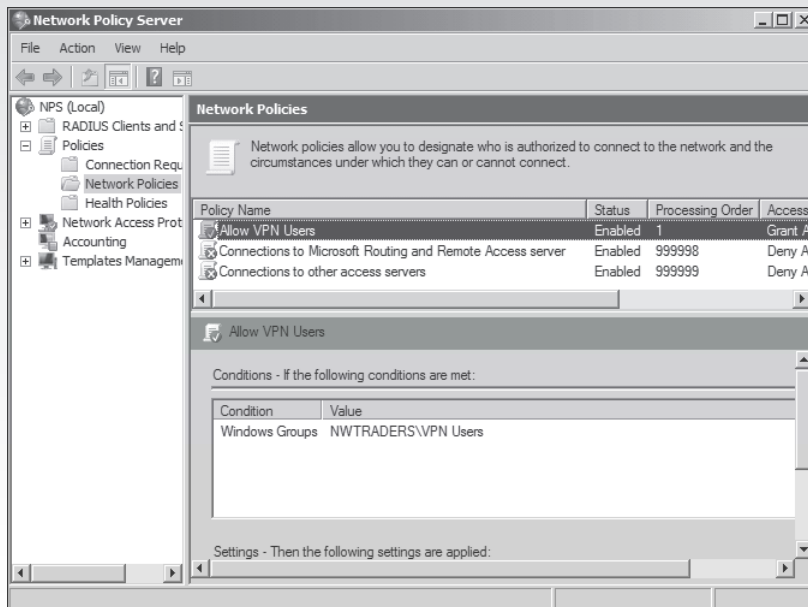 Network Policy Server
File Action View Help
NPS (Local)
RADIUS Clients and S
Policies
Connection Requ
Network Policies
Health Policies
Network Access Prot
Accounting
Templates Managem
Network Policies
Network policies allow you to designate who is authorized to connect to the network and the
circumstances under which they can or cannot connect.
Policy Name Status Processing Order Access
Allow VPN Users Enabled 1 Grant A
Connections to Microsoft Routing and Remote Access server Enabled 999998 Deny A
Connections to other access servers Enabled 999999 Deny A
Allow VPN Users
Conditions - If the following conditions are met:
Condition Value
Windows Groups NWTRADERS\VPN Users
Settings - Then the following settings are applied: